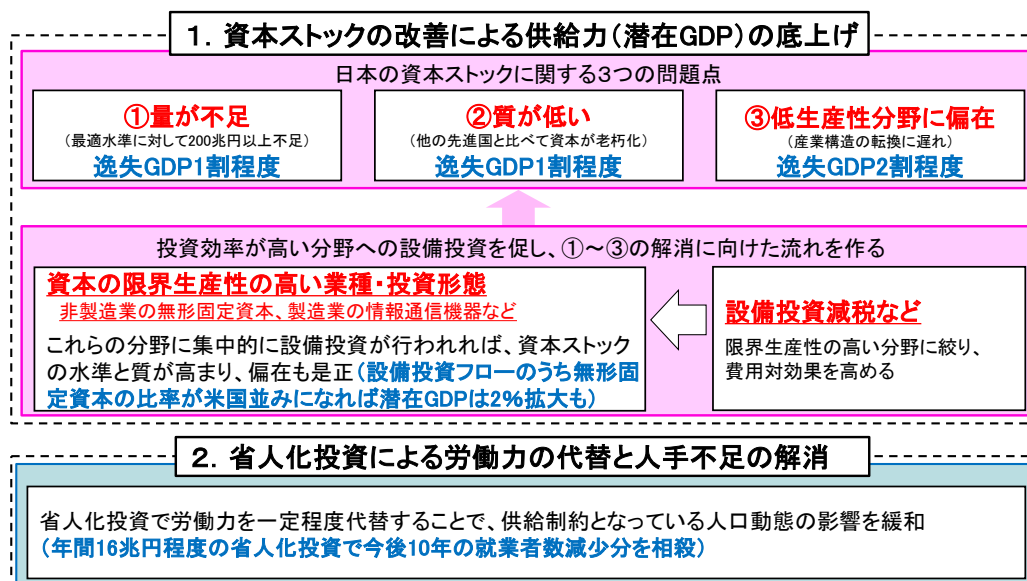 １．資本ストックの改善による供給力（潜在GDP）の底上げ
日本の資本ストックに関する3つの問題点
①量が不足
（最適水準に対して200兆円以上不足）
逸失GDP1割程度
②質が低い
（他の先進国と比べて資本が老朽化）
逸失GDP1割程度
③低生産性分野に偏在
（産業構造の転換に遅れ）
逸失GDP2割程度
投資効率が高い分野への設備投資を促し、①～③の解消に向けた流れを作る
資本の限界生産性の高い業種・投資形態
非製造業の無形固定資本、製造業の情報通信機器など
これらの分野に集中的に設備投資が行われれば、資本ストック
の水準と質が高まり、偏在も是正（設備投資フローのうち無形固
定資本の比率が米国並みになれば潜在GDPは2%拡大も）
設備投資減税など
限界生産性の高い分野に絞り、
費用対効果を高める
２．省人化投資による労働力の代替と人手不足の解消
省人化投資で労働力を一定程度代替することで、供給制約となっている人口動態の影響を緩和
（年間16兆円程度の省人化投資で今後10年の就業者数減少分を相殺）